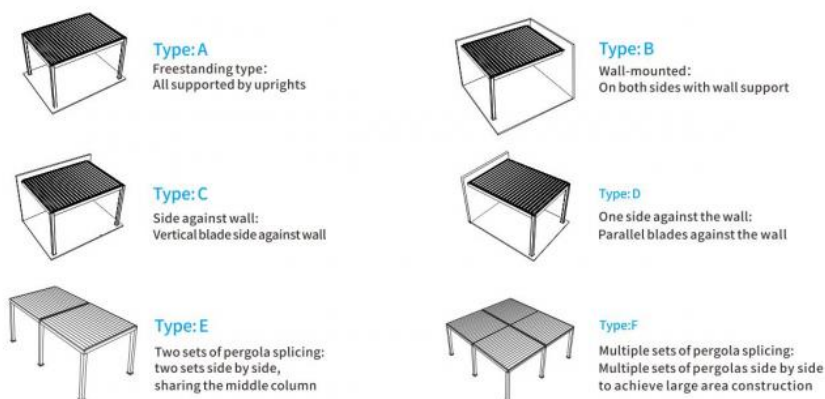 Type:A
Freestanding type:
All supported by uprights
Type:B
Wall-mounted:
On both sides with wall support
Type:C
Side against wall:
Vertical blade side against wall
Type:D
One side against the wall:
Parallel blades against the wall
Type:E
Two sets of pergola splicing:
two sets side by side,
sharing the middle column
Type:F
Multiple sets of pergola splicing:
Multiple sets of pergolas side by side
to achieve large area construction